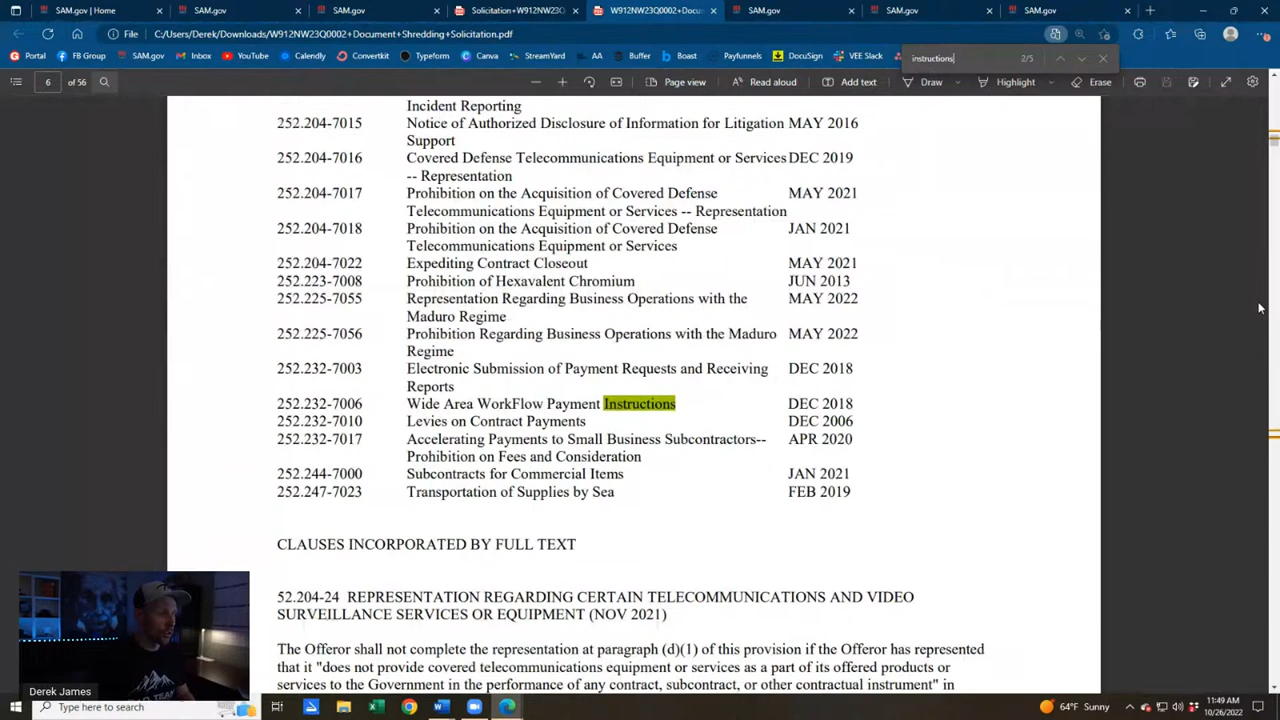 SAM.gov | Home
SAM.gov
SAM.gov
SAM.gov
Solicitation+W912NW23Q
W912NW23Q0002+Docu
SAM.gov
SAM.gov
SAM.gov
File
C:/Users/Derek/Downloads/W912NW23Q0002+Document+Shredding+Solicitation.pdf
Portal
FB Group
SAM.gov
Inbox
YouTube
Calendly
Convertkit
Typeform
Canva
StreamYard
AA
Buffer
Payfunnels
DocuSign
VEE Slack
instructions
2/5
6 of 56
Page view
Read aloud
Add text
Draw
Highlight
Erase
Incident Reporting
252.204-7015 Notice of Authorized Disclosure of Information for Litigation MAY 2016
Support
252.204-7016 Covered Defense Telecommunications Equipment or Services DEC 2019
-- Representation
252.204-7017 Prohibition on the Acquisition of Covered Defense MAY 2021
Telecommunications Equipment or Services -- Representation
252.204-7018 Prohibition on the Acquisition of Covered Defense JAN 2021
Telecommunications Equipment or Services
252.204-7022 Expediting Contract Closeout MAY 2021
252.223-7008 Prohibition of Hexavalent Chromium JUN 2013
252.225-7055 Representation Regarding Business Operations with the MAY 2022
Maduro Regime
252.225-7056 Prohibition Regarding Business Operations with the Maduro MAY 2022
Regime
252.232-7003 Electronic Submission of Payment Requests and Receiving DEC 2018
Reports
252.232-7006 Wide Area WorkFlow Payment Instructions DEC 2018
252.232-7010 Levies on Contract Payments DEC 2006
252.232-7017 Accelerating Payments to Small Business Subcontractors-- APR 2020
Prohibition on Fees and Consideration
252.244-7000 Subcontracts for Commercial Items JAN 2021
252.247-7023 Transportation of Supplies by Sea FEB 2019
CLAUSES INCORPORATED BY FULL TEXT
52.204-24 REPRESENTATION REGARDING CERTAIN TELECOMMUNICATIONS AND VIDEO
SURVEILLANCE SERVICES OR EQUIPMENT (NOV 2021)
The Offeror shall not complete the representation at paragraph (d)(1) of this provision if the Offeror has represented
that it "does not provide covered telecommunications equipment or services as a part of its offered products or
services to the Government in the performance of any contract, subcontract, or other contractual instrument" in
Derek James
Type here to search
64°F Sunny
11:49 AM
10/26/2022